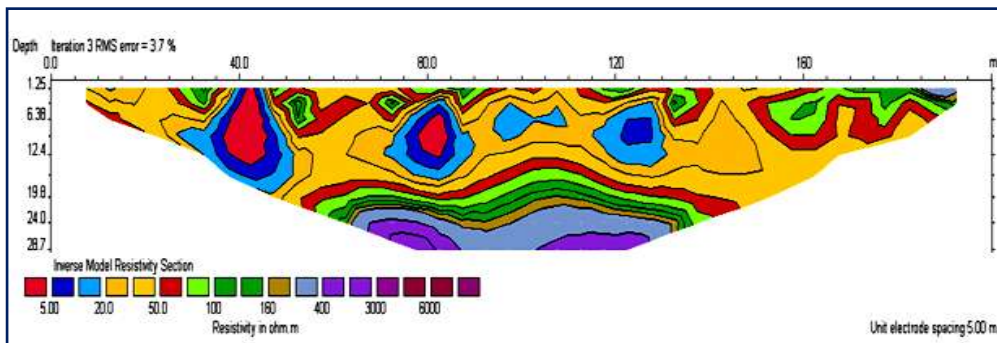 Depth Iteration 3 RMS error = 3.7 %
0.0 40.0 80.0 120 160 m
1.25
6.38
12.4
19.8
24.0
28.7
Inverse Model Resistivity Section
5.00 20.0 50.0 100 160 400 3000 6000
Resistivity in ohm.m
Unit electrode spacing 5.00 m